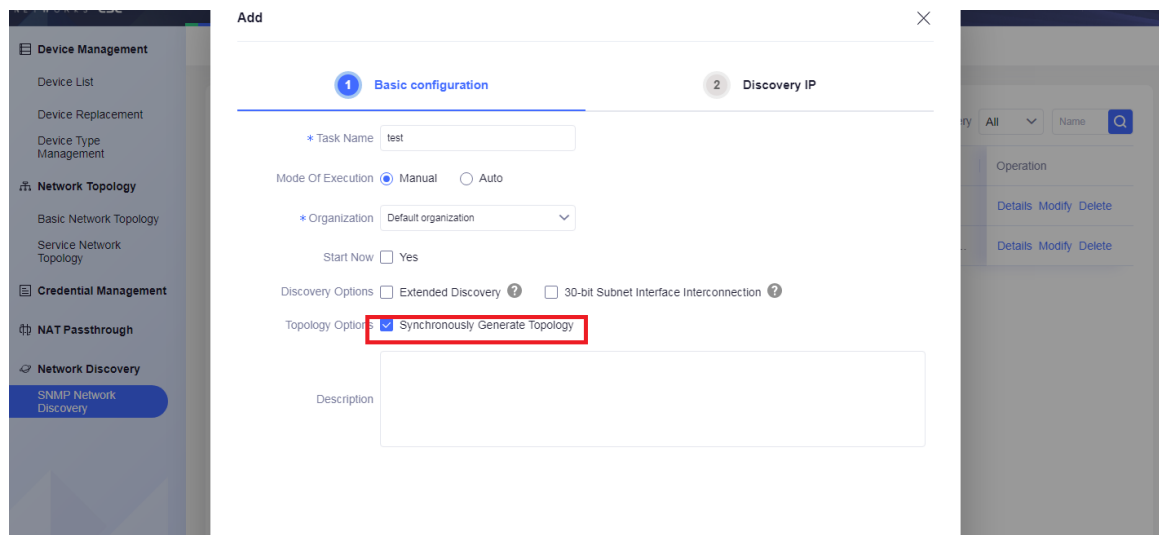 Add
Device Management
Device List
Device Replacement
Device Type
Management
Network Topology
Basic Network Topology
Service Network
Topology
Credential Management
NAT Passthrough
Network Discovery
SNMP Network
Discovery
1 Basic configuration
2 Discovery IP
* Task Name test
Mode Of Execution Manual Auto
* Organization Default organization
Start Now Yes
Discovery Options Extended Discovery ? 30-bit Subnet Interface Interconnection ?
Topology Options Synchronously Generate Topology
Description
All Name
Operation
Details Modify Delete
... Details Modify Delete